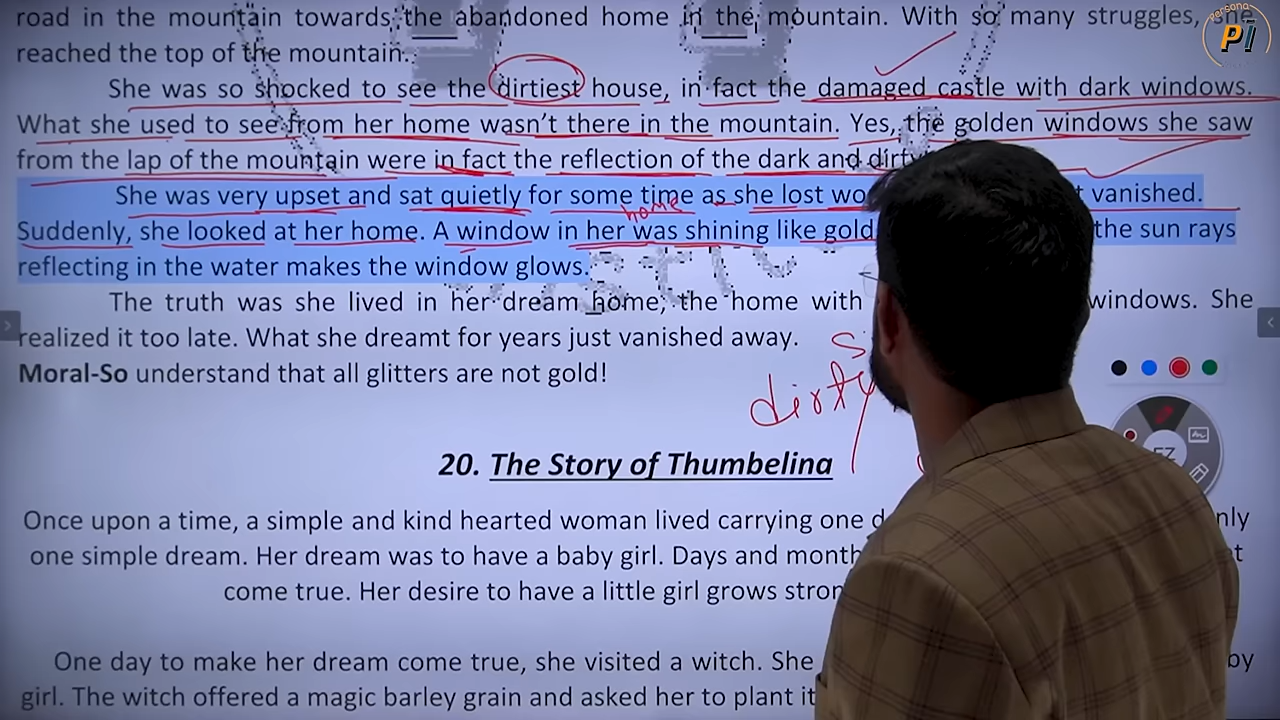 road in the mountain towards the abandoned home in the mountain. With so many struggles, she
reached the top of the mountain.
She was so shocked to see the dirtiest house, in fact the damaged castle with dark windows.
What she used to see from her home wasn't there in the mountain. Yes, the golden windows she saw
from the lap of the mountain were in fact the reflection of the dark and dirty
She was very upset and sat quietly for some time as she lost vanished.
home
Suddenly, she looked at her home. A window in her was shining like gold the sun rays
reflecting in the water makes the window glows.
The truth was she lived in her dream home, the home with windows. She
realized it too late. What she dreamt for years just vanished away.
Moral-So understand that all glitters are not gold!
dirty
20. The Story of Thumbelina
Once upon a time, a simple and kind hearted woman lived carrying one
one simple dream. Her dream was to have a baby girl. Days and
come true. Her desire to have a little girl grows
One day to make her dream come true, she visited a witch. She
girl. The witch offered a magic barley grain and asked her to plant it
Persona
Pi